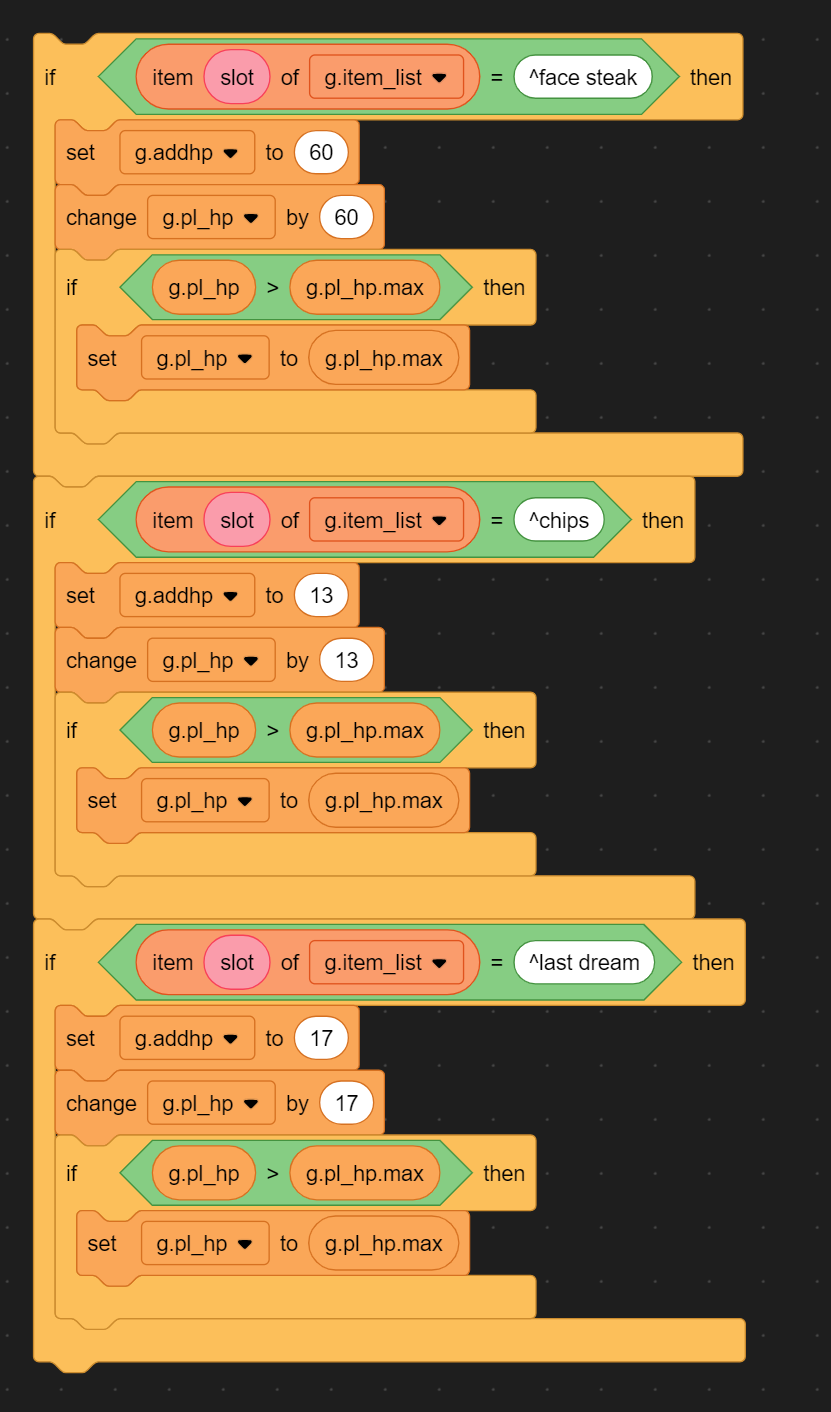 if item slot of g.item_list = ^face steak then
set g.addhp to 60
change g.pl_hp by 60
if g.pl_hp > g.pl_hp.max then
set g.pl_hp to g.pl_hp.max
if item slot of g.item_list = ^chips then
set g.addhp to 13
change g.pl_hp by 13
if g.pl_hp > g.pl_hp.max then
set g.pl_hp to g.pl_hp.max
if item slot of g.item_list = ^last dream then
set g.addhp to 17
change g.pl_hp by 17
if g.pl_hp > g.pl_hp.max then
set g.pl_hp to g.pl_hp.max